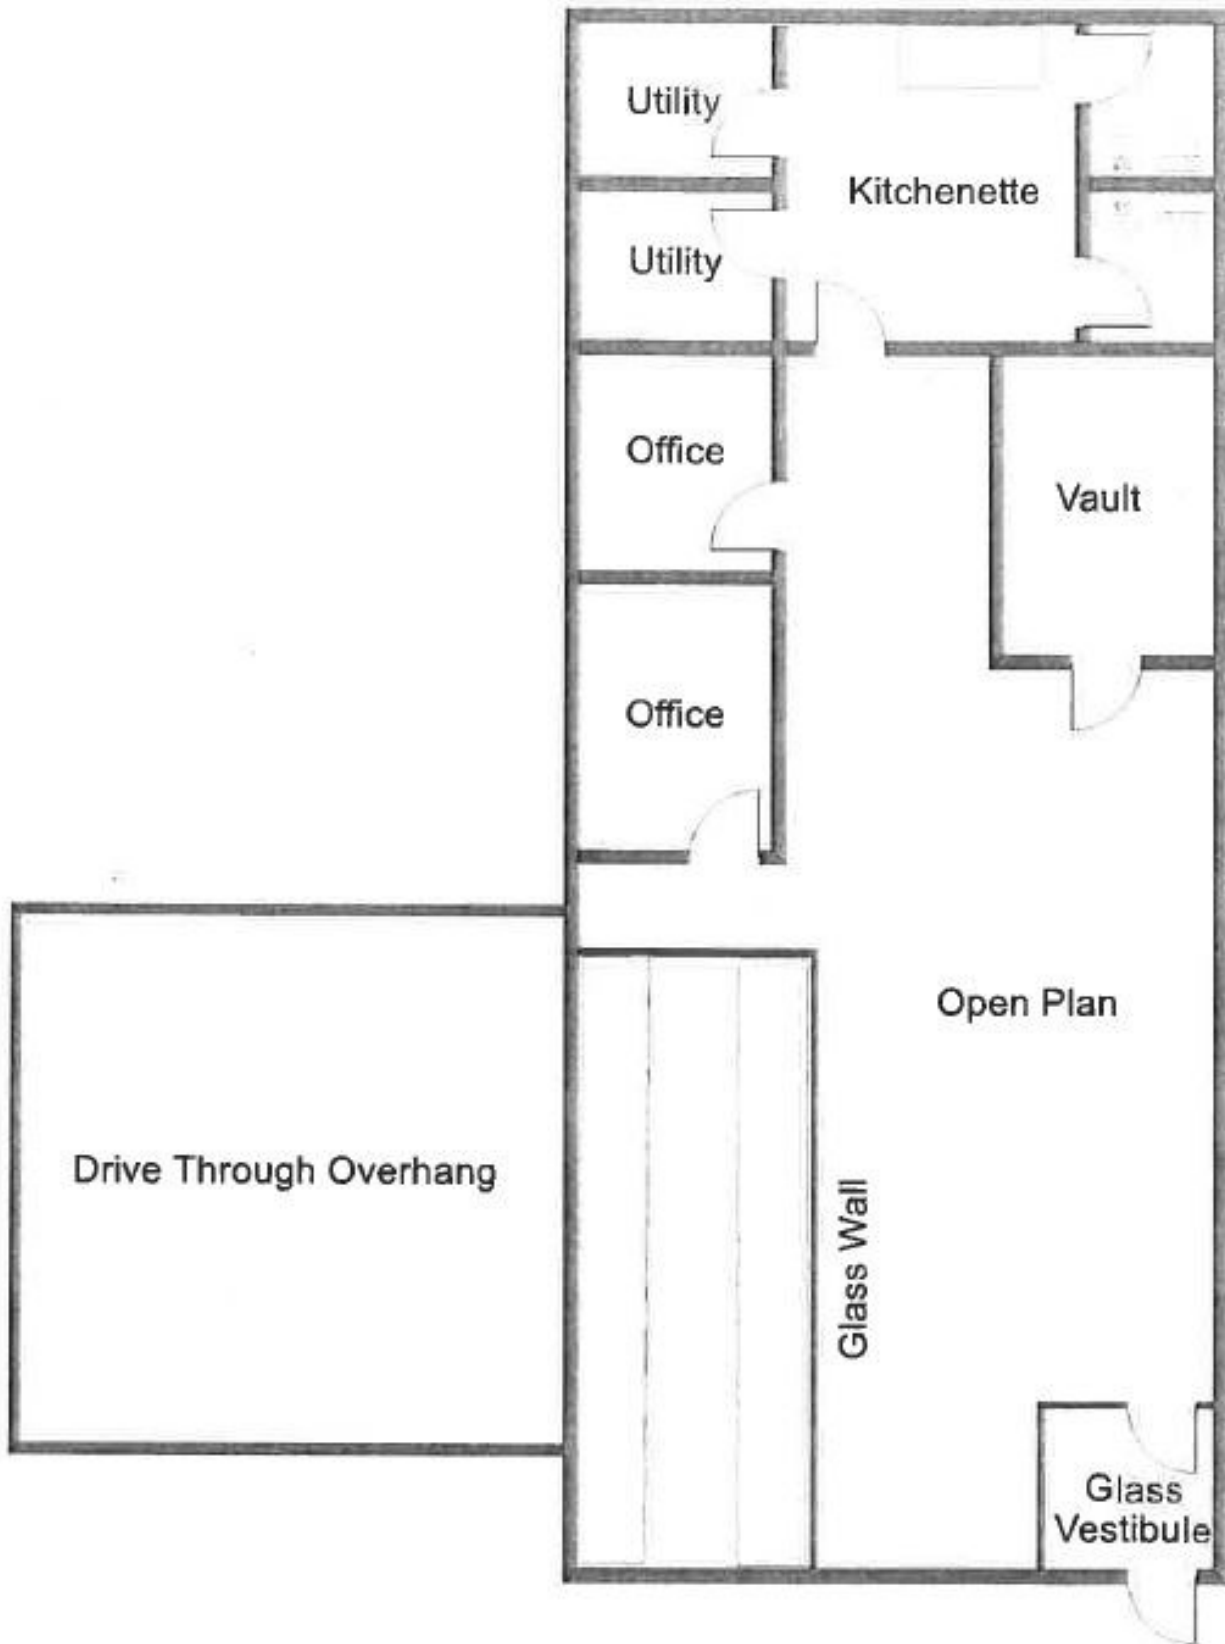 Utility
Kitchenette
Utility
Office
Vault
Office
Open Plan
Drive Through Overhang
Glass Wall
Glass
Vestibule